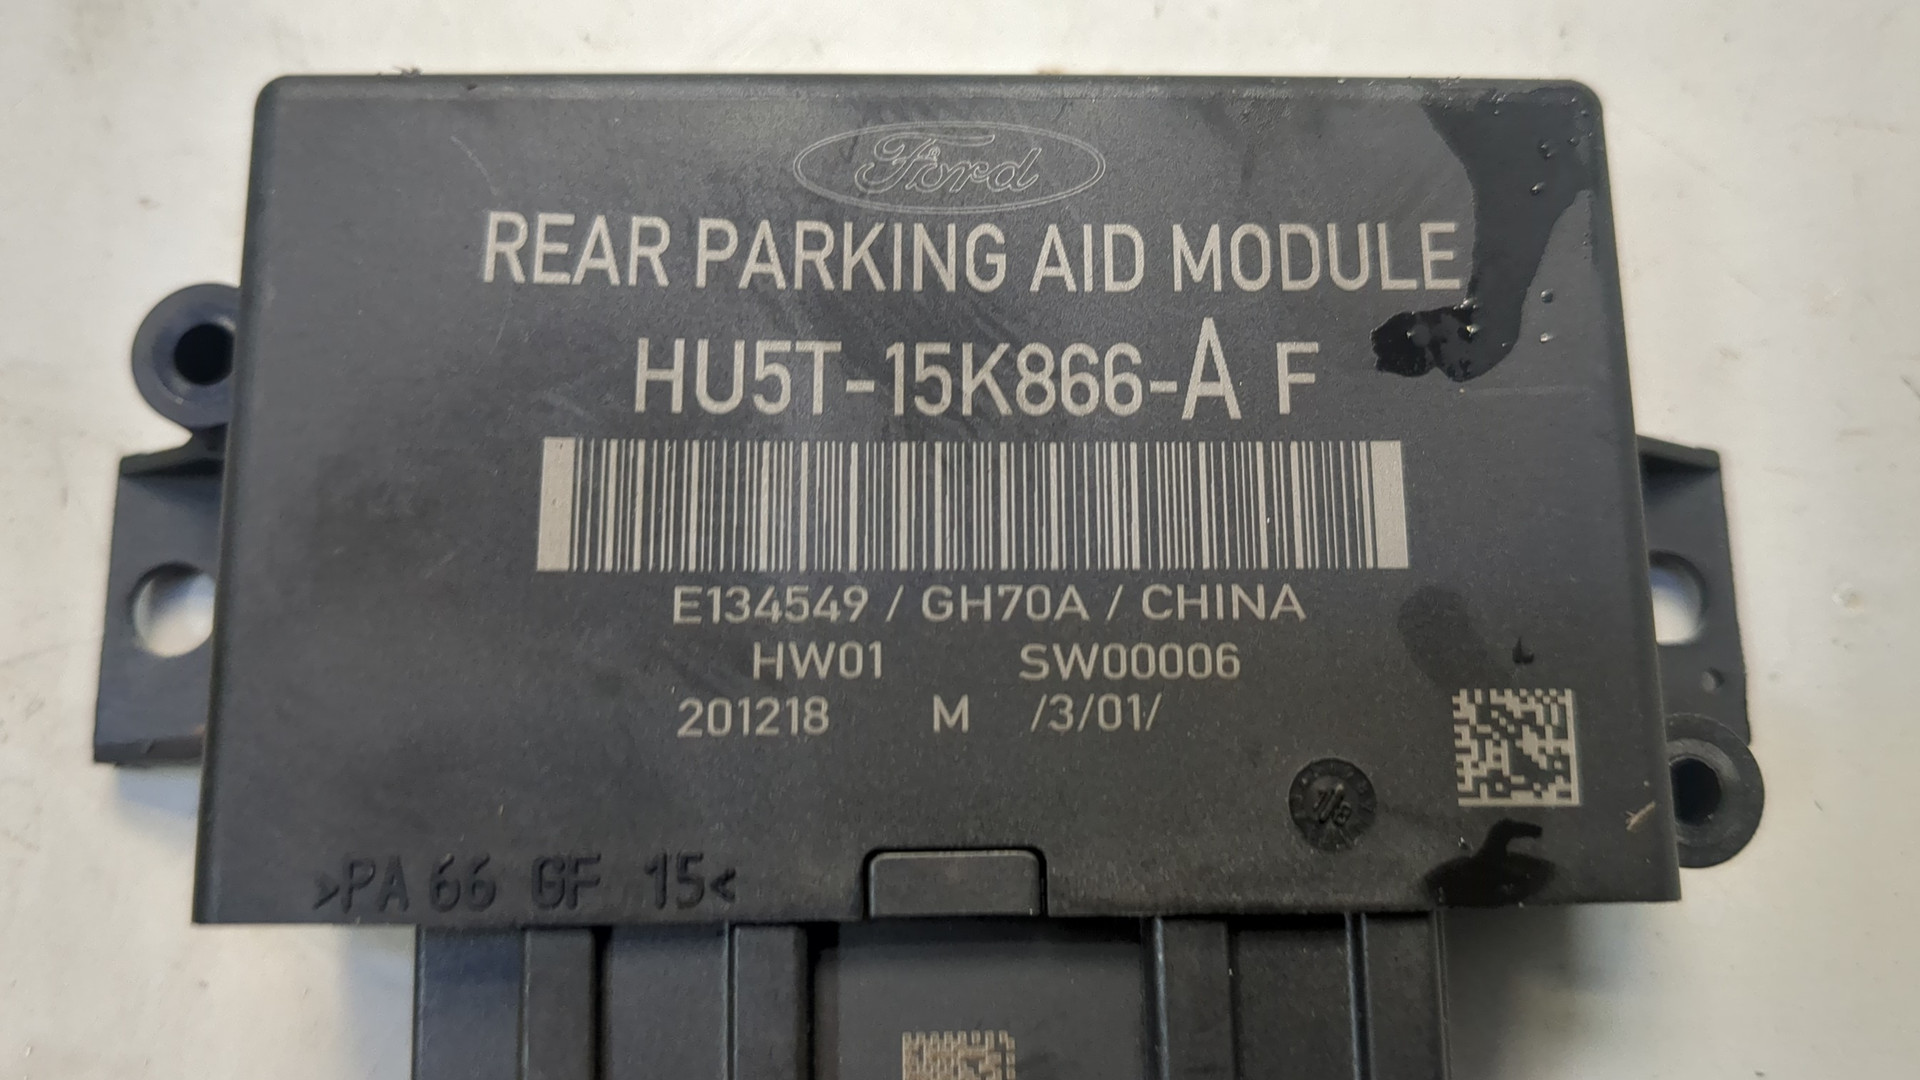 Ford
REAR PARKING AID MODULE
HU5T-15K866-A F
E134549 / GH70A / CHINA
HW01 SW00006
201218 M /3/01/
>PA 66 GF 15<